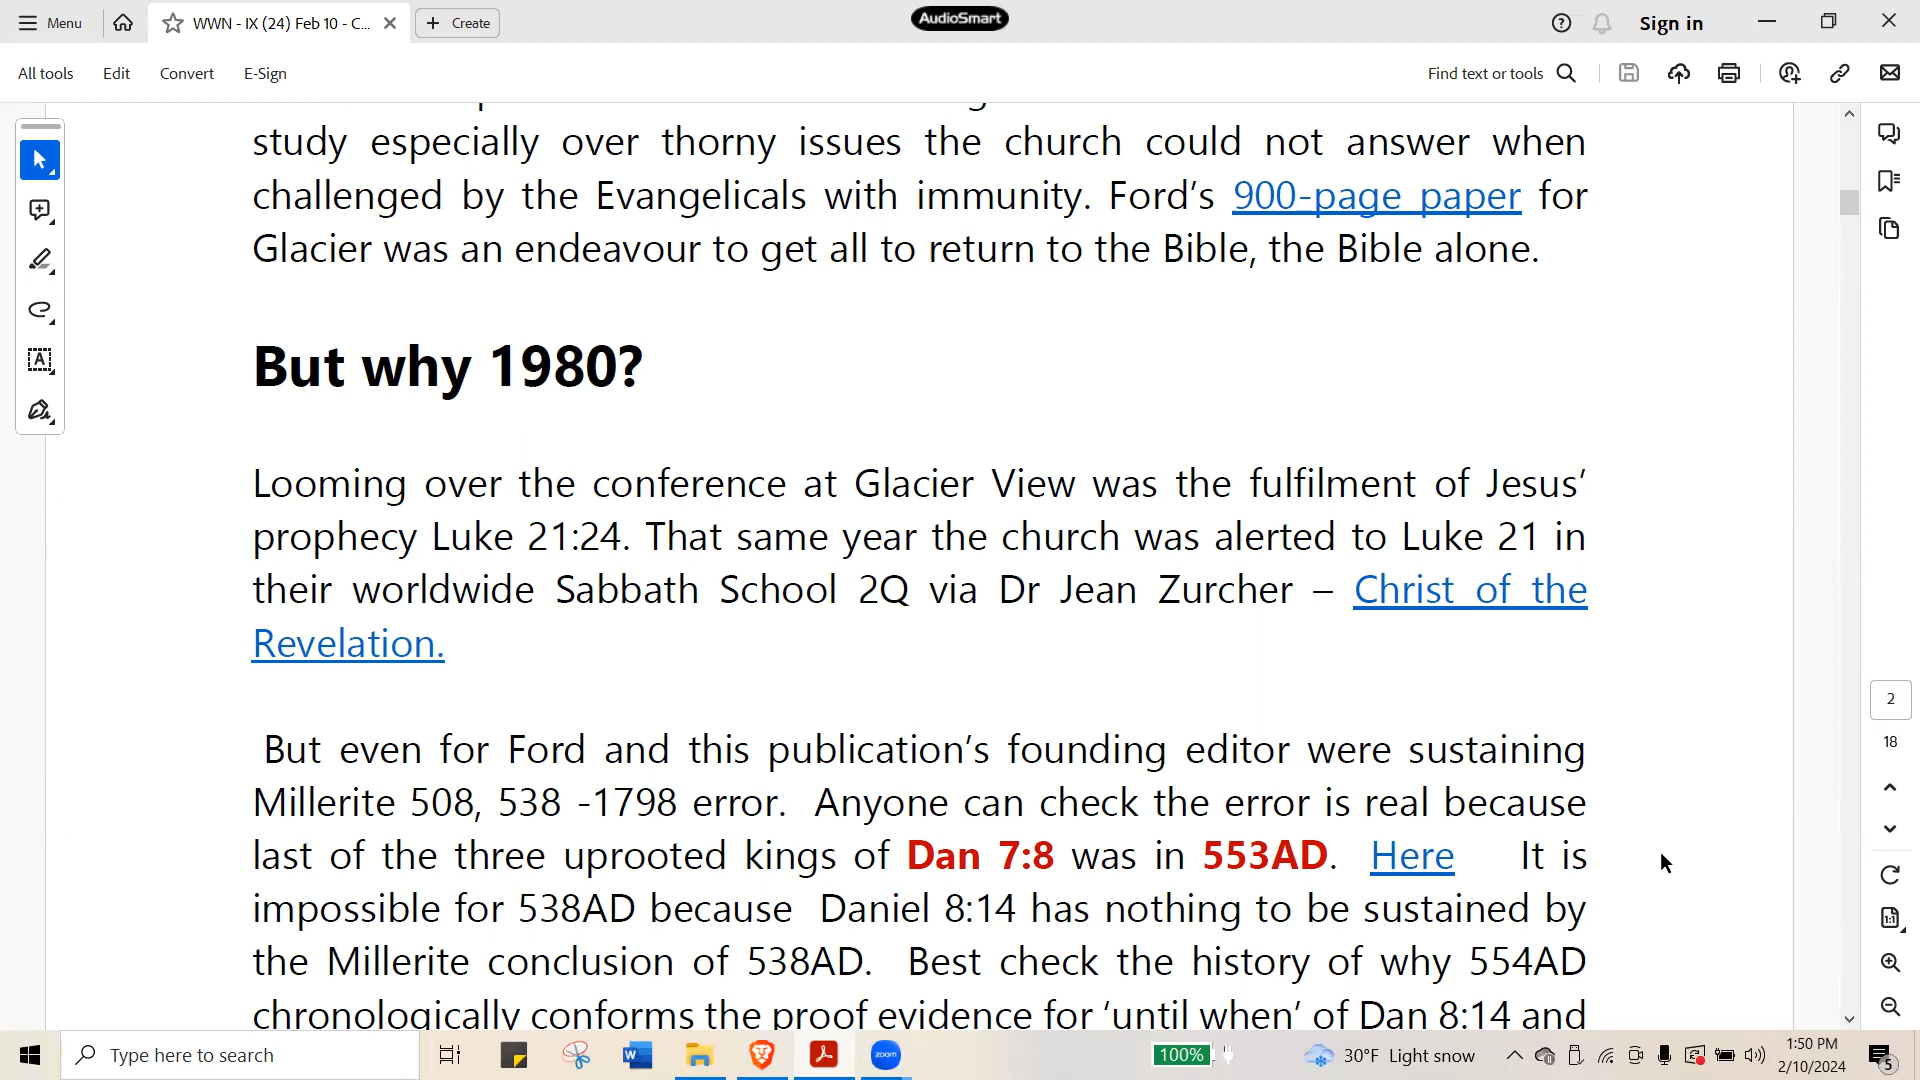 Menu
WWN - IX (24) Feb 10 - C...
Create
AudioSmart
Sign in
All tools
Edit
Convert
E-Sign
Find text or tools
study especially over thorny issues the church could not answer when
challenged by the Evangelicals with immunity. Ford's 900-page paper for
Glacier was an endeavour to get all to return to the Bible, the Bible alone.
But why 1980?
Looming over the conference at Glacier View was the fulfilment of Jesus'
prophecy Luke 21:24. That same year the church was alerted to Luke 21 in
their worldwide Sabbath School 2Q via Dr Jean Zurcher – Christ of the
Revelation.
But even for Ford and this publication's founding editor were sustaining
Millerite 508, 538 -1798 error. Anyone can check the error is real because
last of the three uprooted kings of Dan 7:8 was in 553AD. Here It is
impossible for 538AD because Daniel 8:14 has nothing to be sustained by
the Millerite conclusion of 538AD. Best check the history of why 554AD
chronologically conforms the proof evidence for 'until when' of Dan 8:14 and
2
18
Type here to search
zoom
100%
30°F Light snow
1:50 PM
2/10/2024
5